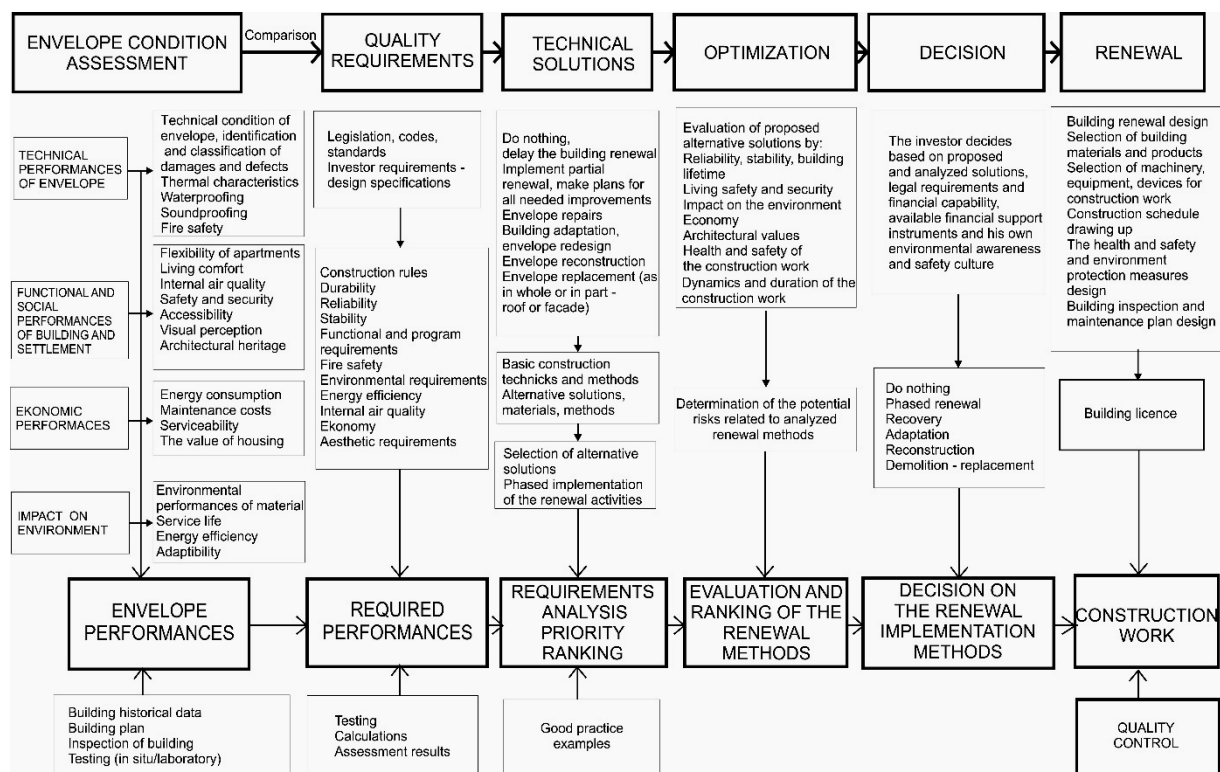 ENVELOPE CONDITION
ASSESSMENT
Comparison
QUALITY
REQUIREMENTS
TECHNICAL
SOLUTIONS
OPTIMIZATION
DECISION
RENEWAL
TECHNICAL
PERFORMANCES
OF ENVELOPE
Technical condition of
envelope, identification
and classification of
damages and defects
Thermal characteristics
Waterproofing
Soundproofing
Fire safety
FUNCTIONAL AND
SOCIAL
PERFORMANCES
OF BUILDING AND
SETTLEMENT
Flexibility of apartments
Living comfort
Internal air quality
Safety and security
Accessibility
Visual perception
Architectural heritage
EKONOMIC
PERFORMACES
Energy consumption
Maintenance costs
Serviceability
The value of housing
IMPACT ON
ENVIRONMENT
Environmental
performances of material
Service life
Energy efficiency
Adaptibility
Legislation, codes,
standards
Investor requirements -
design specifications
Construction rules
Durability
Reliability
Stability
Functional and program
requirements
Fire safety
Environmental requirements
Energy efficiency
Internal air quality
Ekonomy
Aesthetic requirements
Do nothing,
delay the building renewal
Implement partial
renewal, make plans for
all needed improvements
Envelope repairs
Building adaptation,
envelope redesign
Envelope reconstruction
Envelope replacement (as
in whole or in part -
roof or facade)
Basic construction
technicks and methods
Alternative solutions,
materials, methods
Selection of alternative
solutions
Phased implementation
of the renewal activities
Evaluation of proposed
alternative solutions by:
Reliability, stability, building
lifetime
Living safety and security
Impact on the environment
Economy
Architectural values
Health and safety of
the construction work
Dynamics and duration of the
construction work
Determination of the potential
risks related to analyzed
renewal methods
The investor decides
based on proposed
and analyzed solutions,
legal requirements and
financial capability,
available financial support
instruments and his own
environmental awareness
and safety culture
Do nothing
Phased renewal
Recovery
Adaptation
Reconstruction
Demolition - replacement
Building renewal design
Selection of building
materials and products
Selection of machinery,
equipment, devices for
construction work
Construction schedule
drawing up
The health and safety
and environment
protection measures
design
Building inspection and
maintenance plan design
Building licence
ENVELOPE
PERFORMANCES
REQUIRED
PERFORMANCES
REQUIREMENTS
ANALYSIS
PRIORITY
RANKING
EVALUATION AND
RANKING OF THE
RENEWAL
METHODS
DECISION ON
THE RENEWAL
IMPLEMENTATION
METHODS
CONSTRUCTION
WORK
Building historical data
Building plan
Inspection of building
Testing (in situ/laboratory)
Testing
Calculations
Assessment results
Good practice
examples
QUALITY
CONTROL